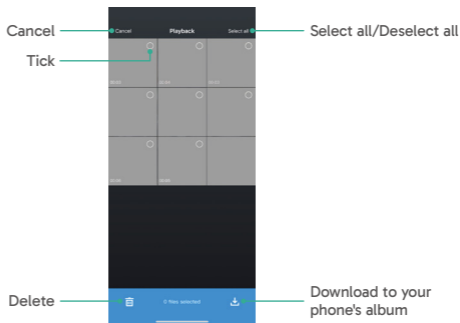 Cancel
Cancel
Playback
Select all
Select all/Deselect all
Tick
Delete
0 files selected
Download to your
phone's album